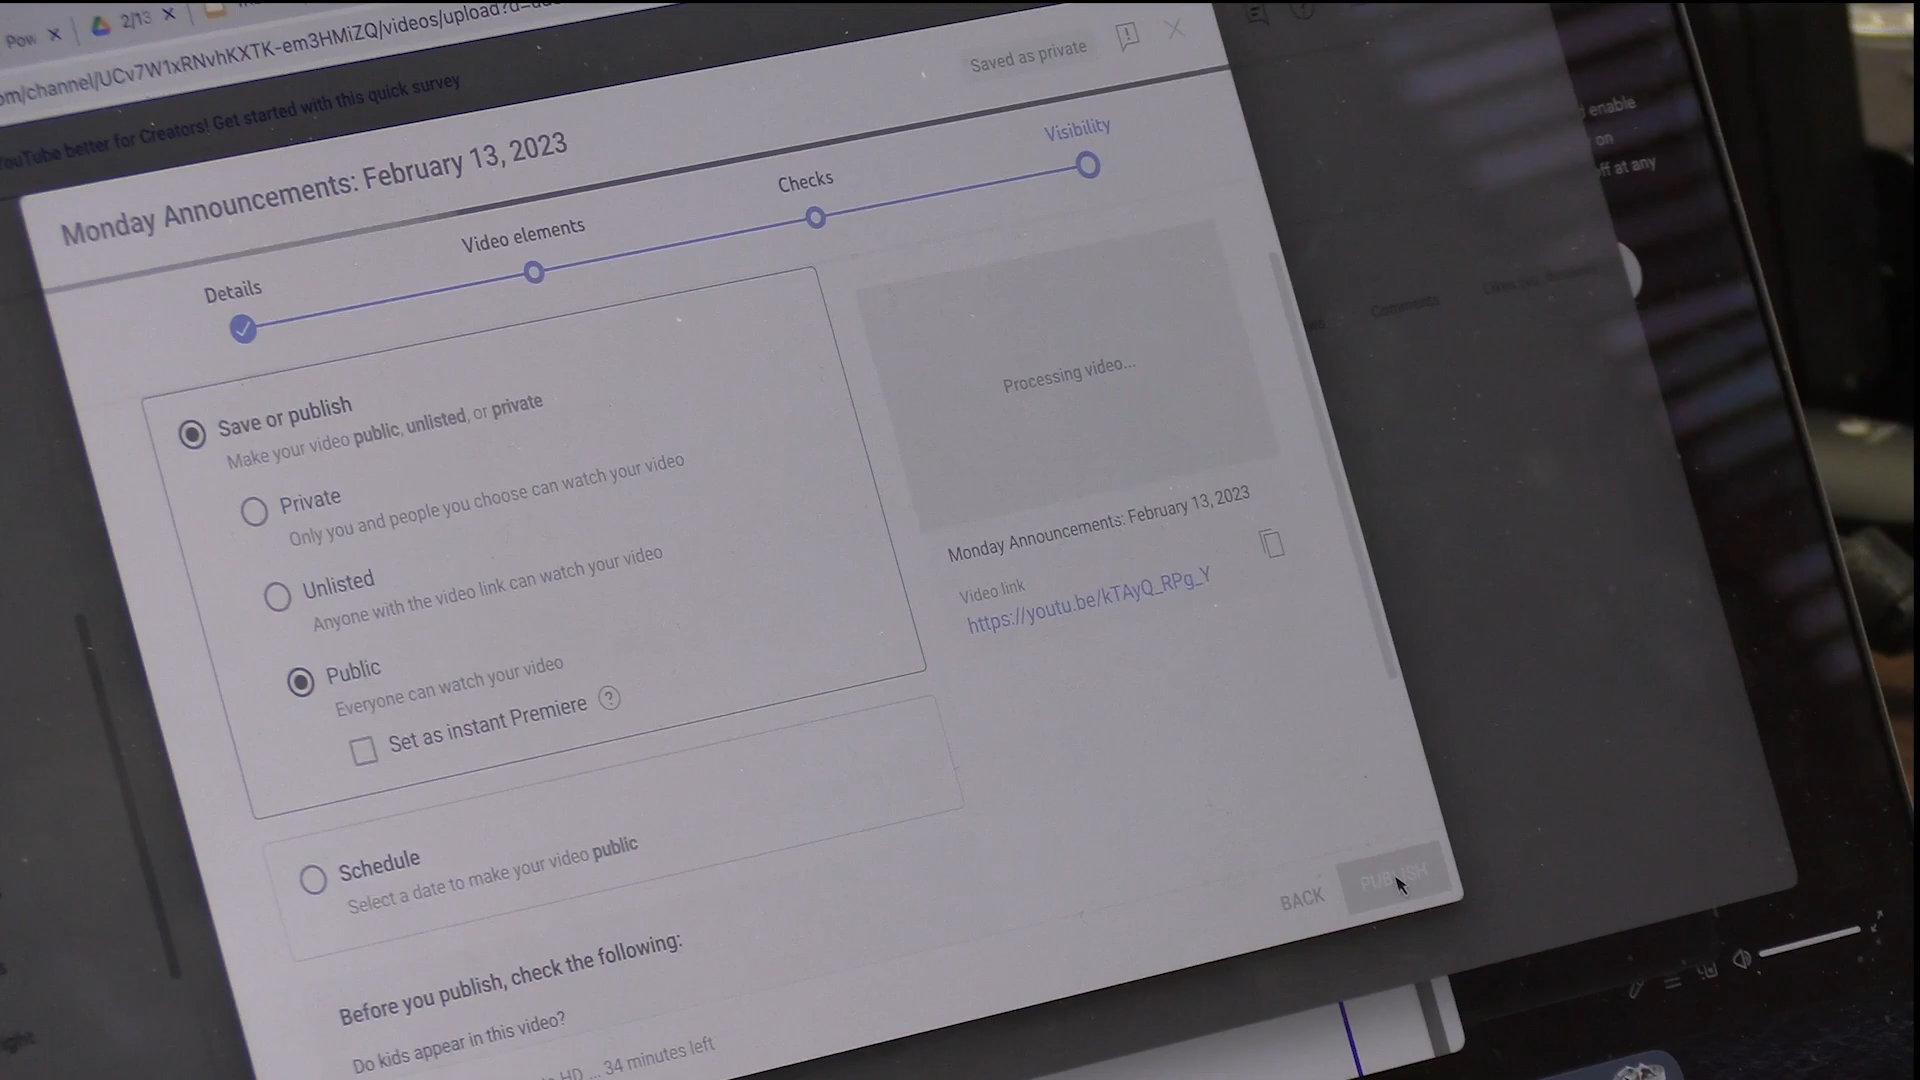 Pow
2/13
om/channel/UCv7W1xRNvhKXTK-em3HMiZQ/videos/upload?d=
YouTube better for Creators! Get started with this quick survey
Monday Announcements: February 13, 2023
Saved as private
Details
Video elements
Checks
Visibility
Save or publish
Make your video public, unlisted, or private
Private
Only you and people you choose can watch your video
Unlisted
Anyone with the video link can watch your video
Public
Everyone can watch your video
Set as instant Premiere
Schedule
Select a date to make your video public
Before you publish, check the following:
Do kids appear in this video?
HD ... 34 minutes left
Processing video...
Monday Announcements: February 13, 2023
Video link
https://youtu.be/kTAyQ_RPg_Y
BACK
PUBLISH
enable
on
ff at any
Comments